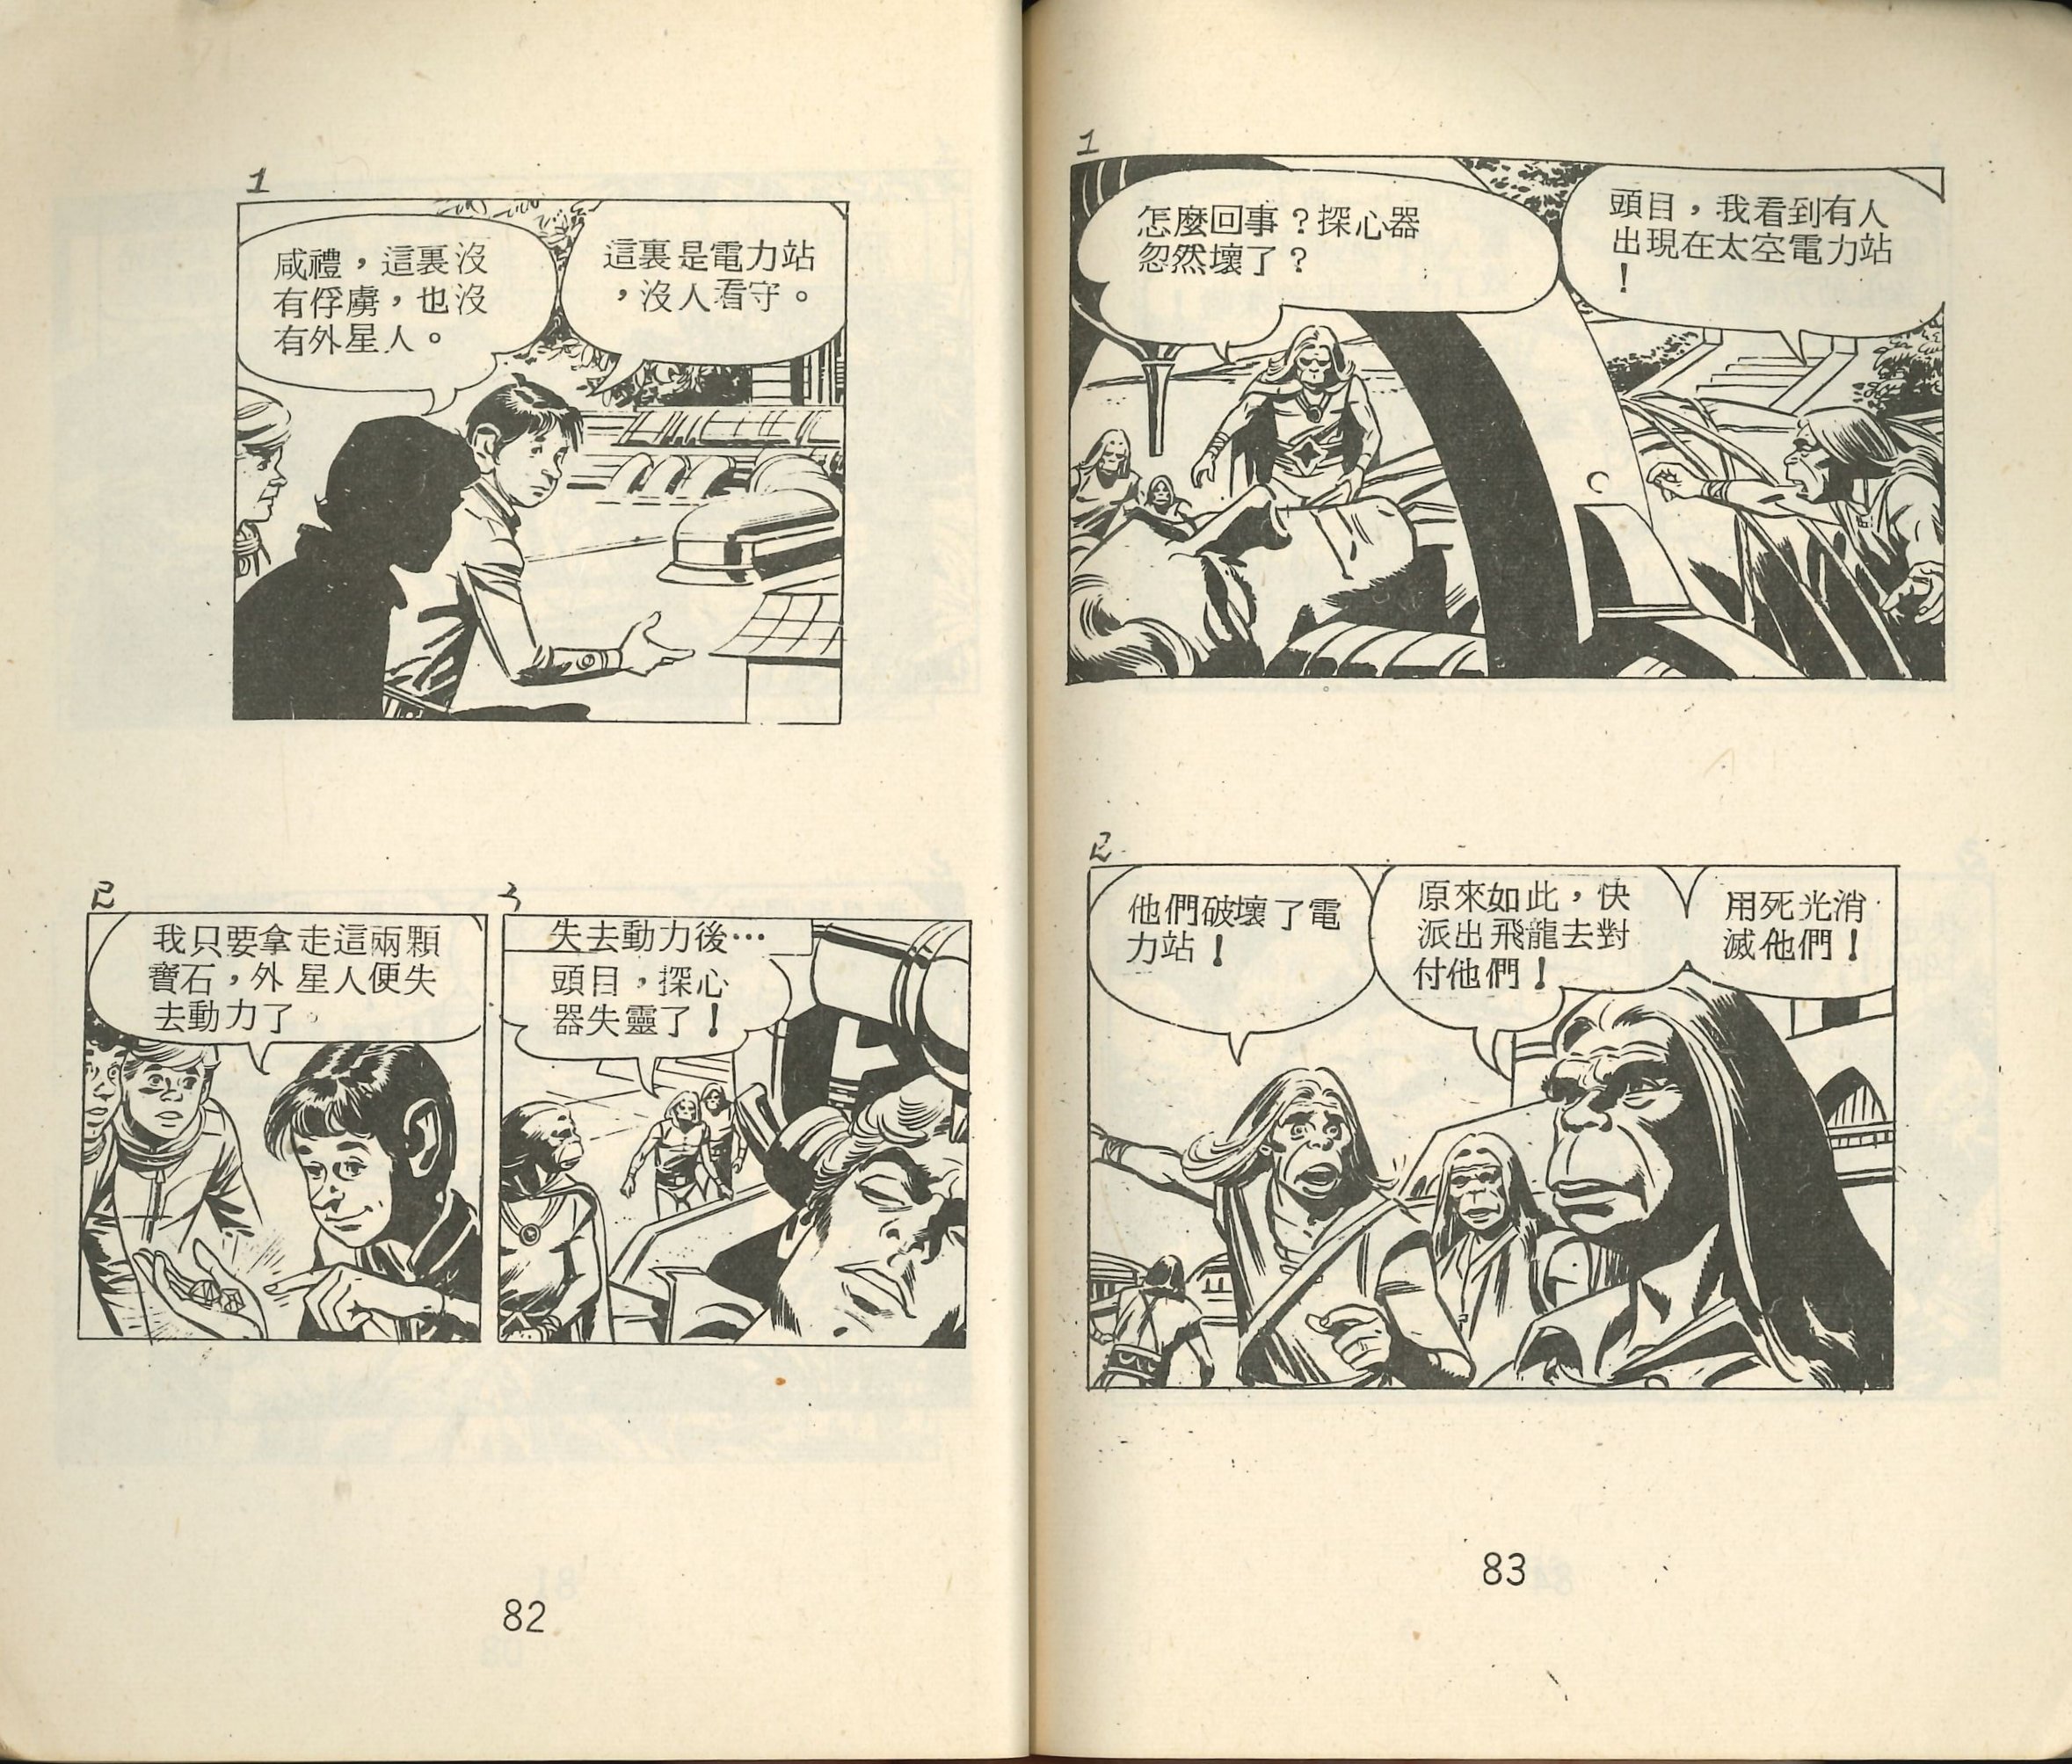 1
咸禮，這裏沒
有俘虜，也沒
有外星人。
這裏是電力站
，沒人看守。
2
我只要拿走這兩顆
寶石，外星人便失
去動力了。
3
失去動力後…
頭目，探心
器失靈了！
82
1
怎麼回事？探心器
忽然壞了？
頭目，我看到有人
出現在太空電力站
！
2
他們破壞了電
力站！
原來如此，快
派出飛龍去對
付他們！
用死光消
滅他們！
83